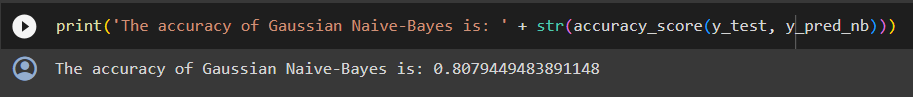 print('The accuracy of Gaussian Naive-Bayes is: ' + str(accuracy_score(y_test, y_pred_nb)))
The accuracy of Gaussian Naive-Bayes is: 0.8079449483891148